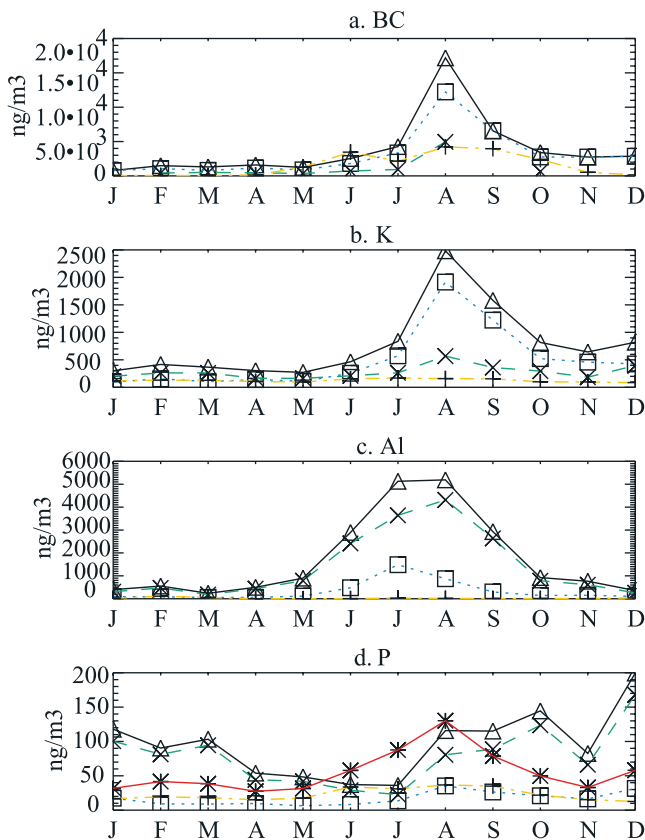 a. BC
2.0•10⁴
1.5•10⁴
1.0•10⁴
5.0•10³
0
ng/m3
J F M A M J J A S O N D
b. K
2500
2000
1500
1000
500
0
ng/m3
J F M A M J J A S O N D
c. Al
6000
5000
4000
3000
2000
1000
0
ng/m3
J F M A M J J A S O N D
d. P
200
150
100
50
0
ng/m3
J F M A M J J A S O N D